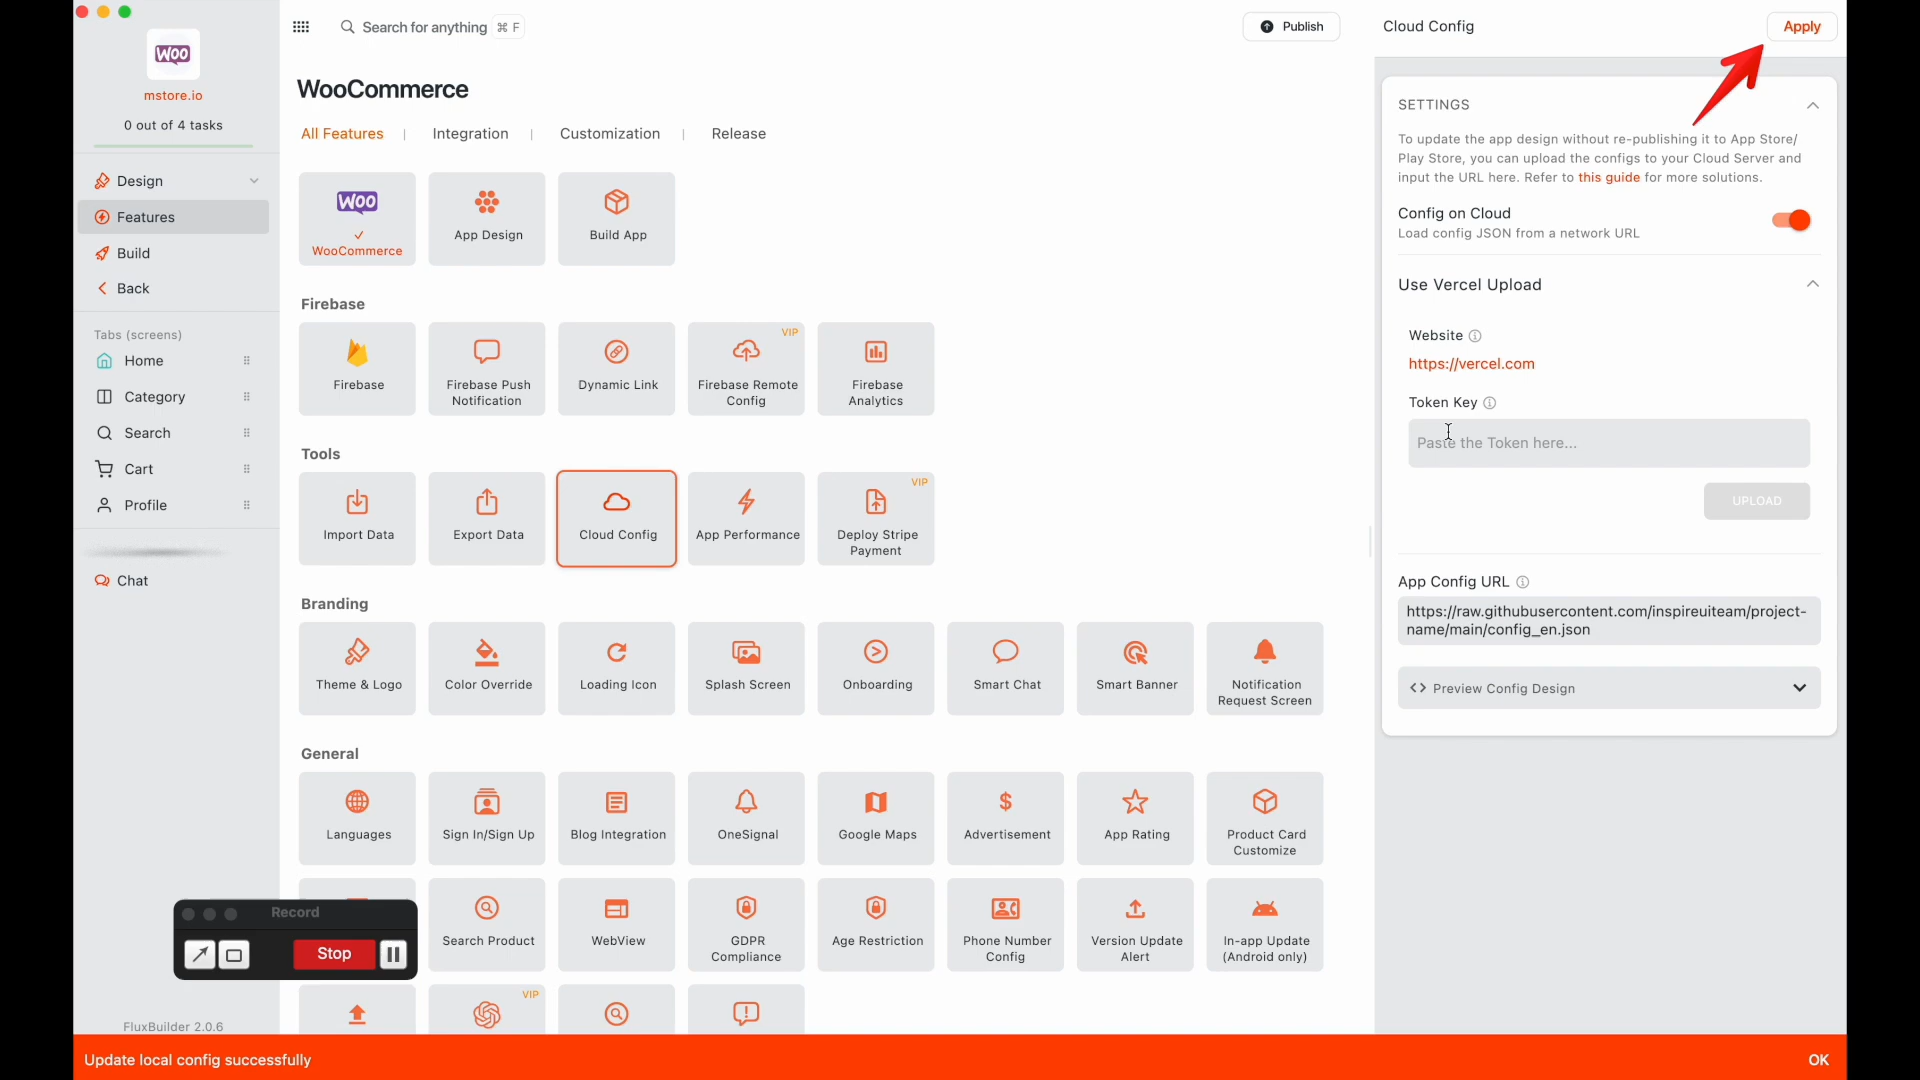 Woo
mstore.io
0 out of 4 tasks
Design
Features
Build
Back
Tabs (screens)
Home
Category
Search
Cart
Profile
Chat
FluxBuilder 2.0.6
Search for anything ⌘ F
Publish
WooCommerce
All Features | Integration | Customization | Release
Woo
WooCommerce
App Design
Build App
Firebase
Firebase
Firebase Push
Notification
Dynamic Link
VIP
Firebase Remote
Config
Firebase
Analytics
Tools
Import Data
Export Data
Cloud Config
App Performance
VIP
Deploy Stripe
Payment
Branding
Theme & Logo
Color Override
Loading Icon
Splash Screen
Onboarding
Smart Chat
Smart Banner
Notification
Request Screen
General
Languages
Sign In/Sign Up
Blog Integration
OneSignal
Google Maps
Advertisement
App Rating
Product Card
Customize
Search Product
WebView
GDPR
Compliance
Age Restriction
Phone Number
Config
Version Update
Alert
In-app Update
(Android only)
VIP
Record
Stop
Cloud Config
Apply
SETTINGS
To update the app design without re-publishing it to App Store/
Play Store, you can upload the configs to your Cloud Server and
input the URL here. Refer to this guide for more solutions.
Config on Cloud
Load config JSON from a network URL
Use Vercel Upload
Website
https://vercel.com
Token Key
Paste the Token here...
UPLOAD
App Config URL
https://raw.githubusercontent.com/inspireuiteam/project-
name/main/config_en.json
<> Preview Config Design
Update local config successfully
OK